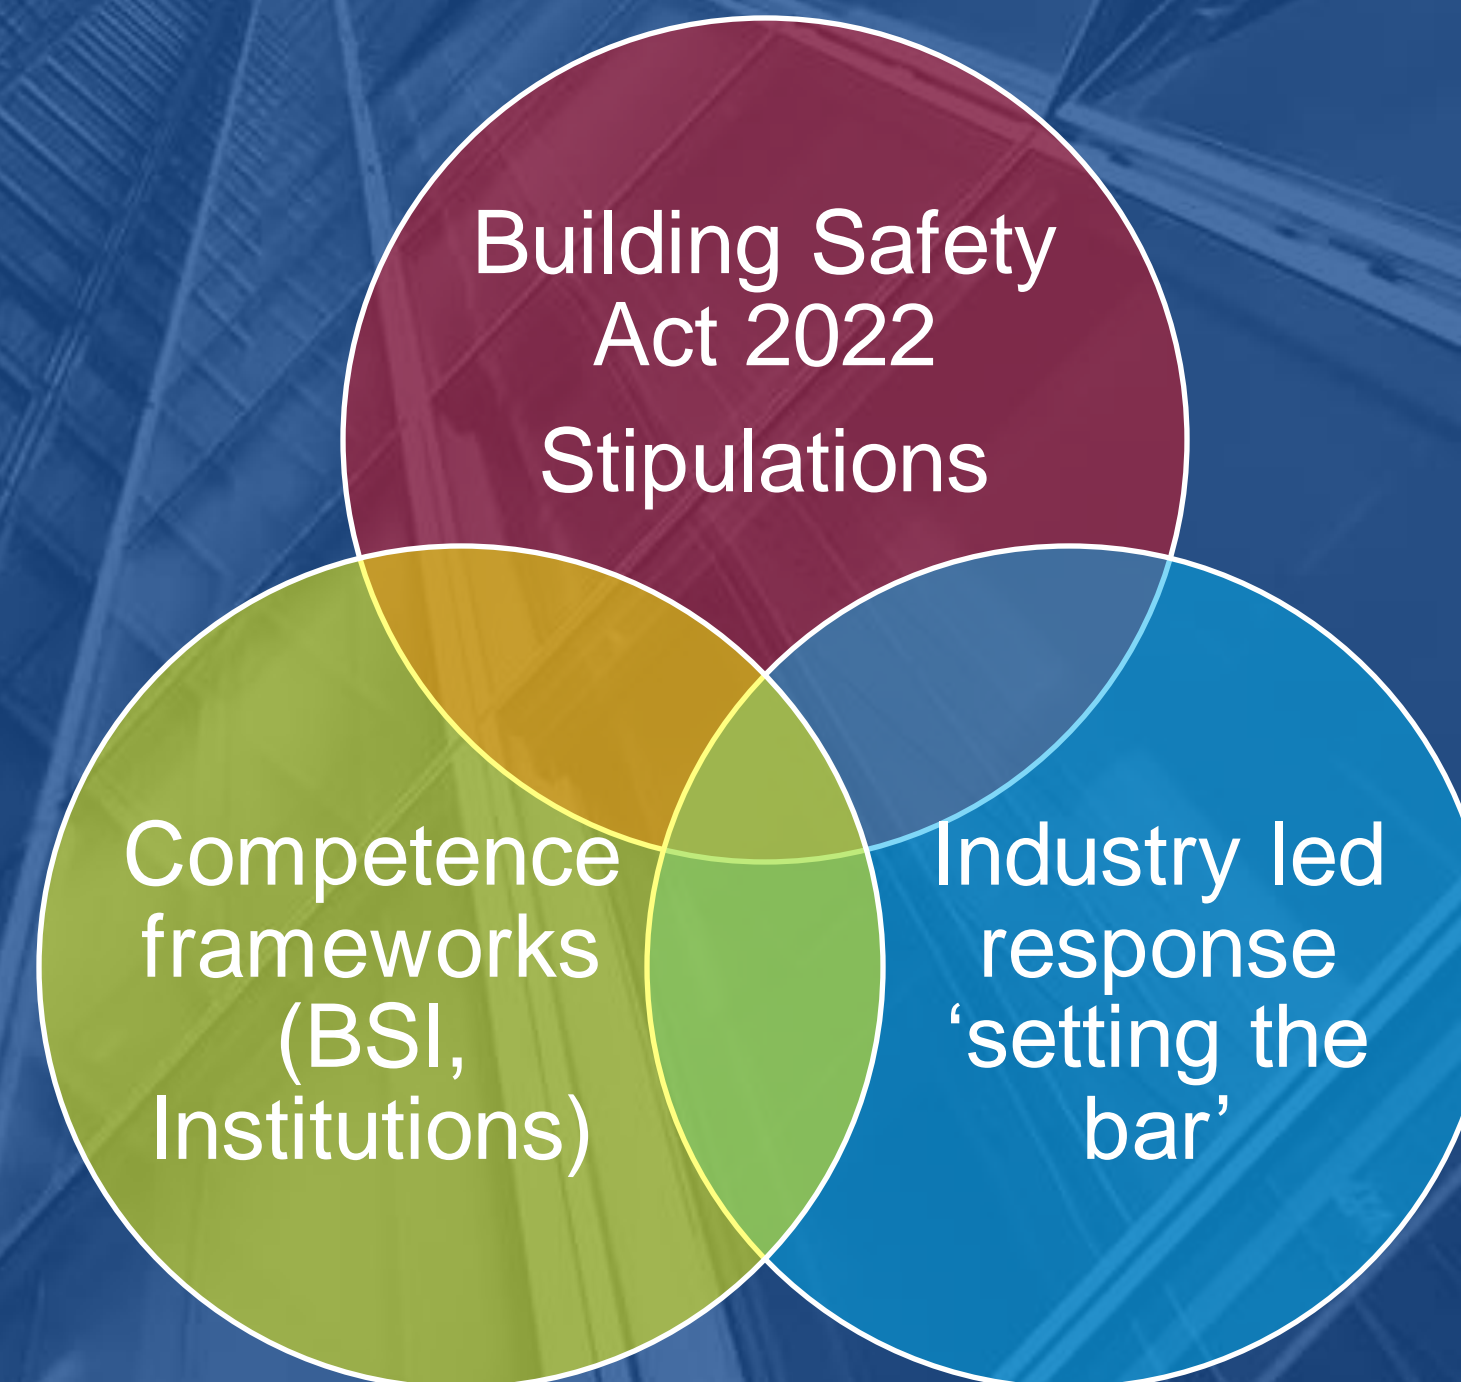 Building Safety
Act 2022
Stipulations
Competence
frameworks
(BSI,
Institutions)
Industry led
response
‘setting the
bar’